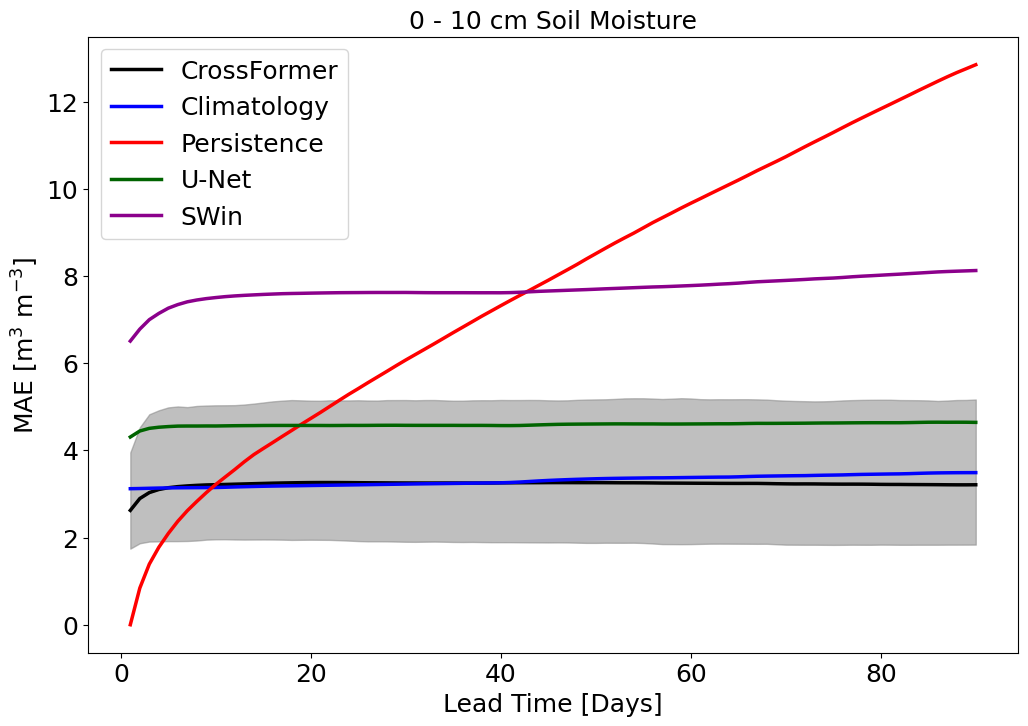 0 - 10 cm Soil Moisture
CrossFormer
Climatology
Persistence
U-Net
SWin
MAE [m³ m⁻³]
12
10
8
6
4
2
0
0 20 40 60 80
Lead Time [Days]